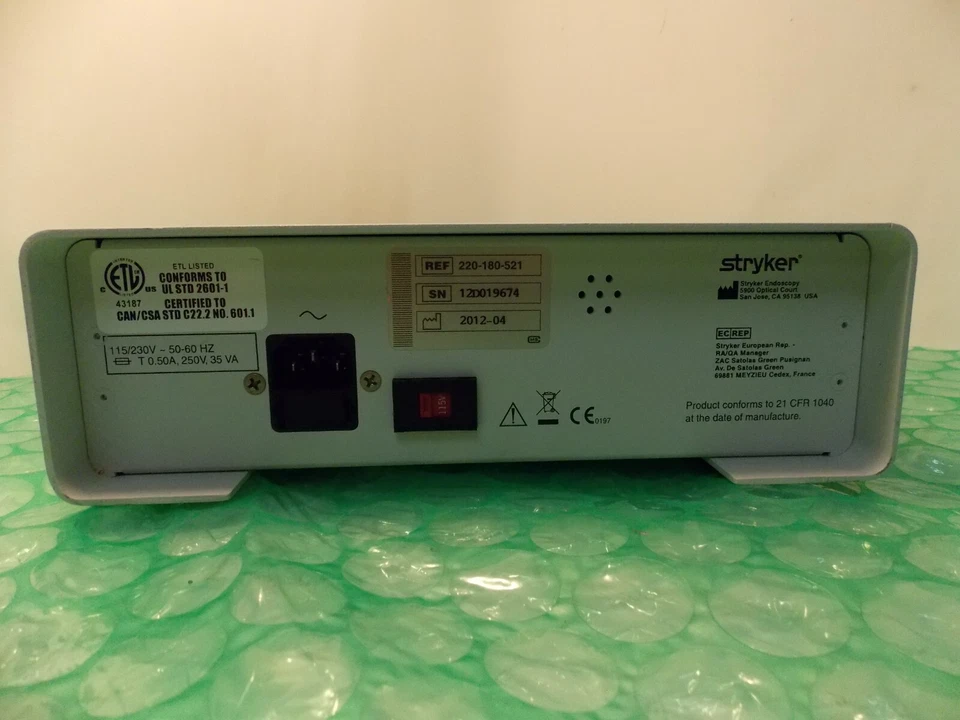 ETL LISTED
CONFORMS TO
UL STD 2601-1
ETL
C US
43187
CERTIFIED TO
CAN/CSA STD C22.2 NO. 601.1
115/230V ~ 50-60 HZ
T 0.50A, 250V, 35 VA
REF 220-180-521
SN 12D019674
2012-04
115V
CE 0197
stryker®
Stryker Endoscopy
5900 Optical Court
San Jose, CA 95138 USA
EC REP
Stryker European Rep. -
RA/QA Manager
ZAC Satolas Green Pusignan
Av. De Satolas Green
69881 MEYZIEU Cedex, France
Product conforms to 21 CFR 1040
at the date of manufacture.